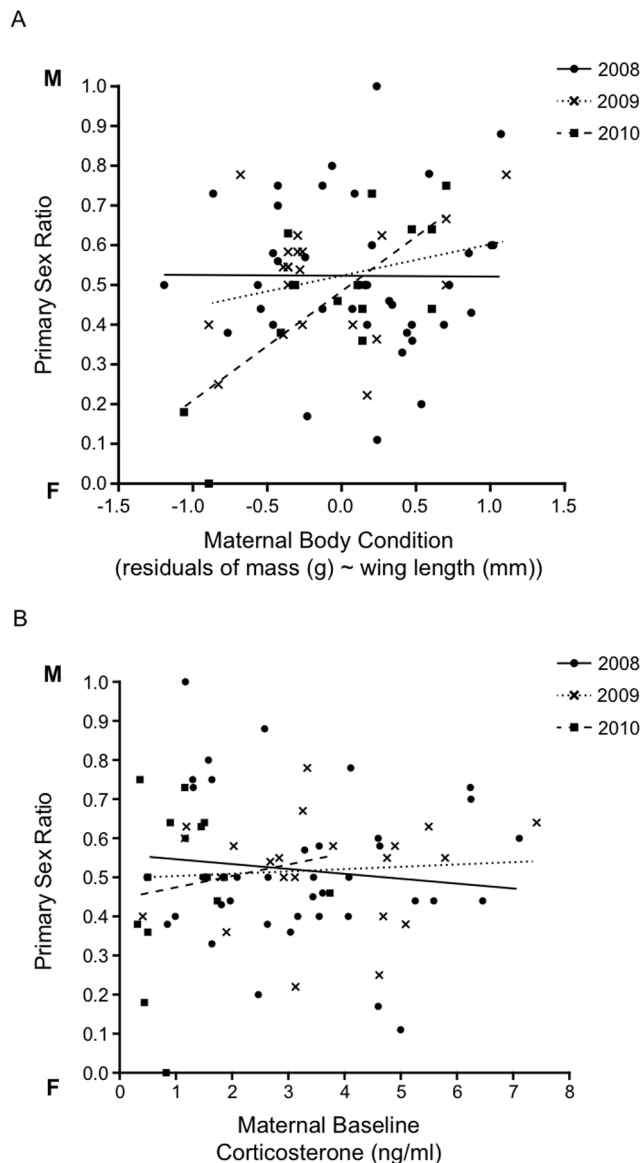 A
M
2008
2009
2010
1.0
0.9
0.8
0.7
0.6
0.5
0.4
0.3
0.2
0.1
0.0
Primary Sex Ratio
F
-1.5 -1.0 -0.5 0.0 0.5 1.0 1.5
Maternal Body Condition
(residuals of mass (g) ~ wing length (mm))
B
M
2008
2009
2010
1.0
0.9
0.8
0.7
0.6
0.5
0.4
0.3
0.2
0.1
0.0
Primary Sex Ratio
F
0 1 2 3 4 5 6 7 8
Maternal Baseline
Corticosterone (ng/ml)